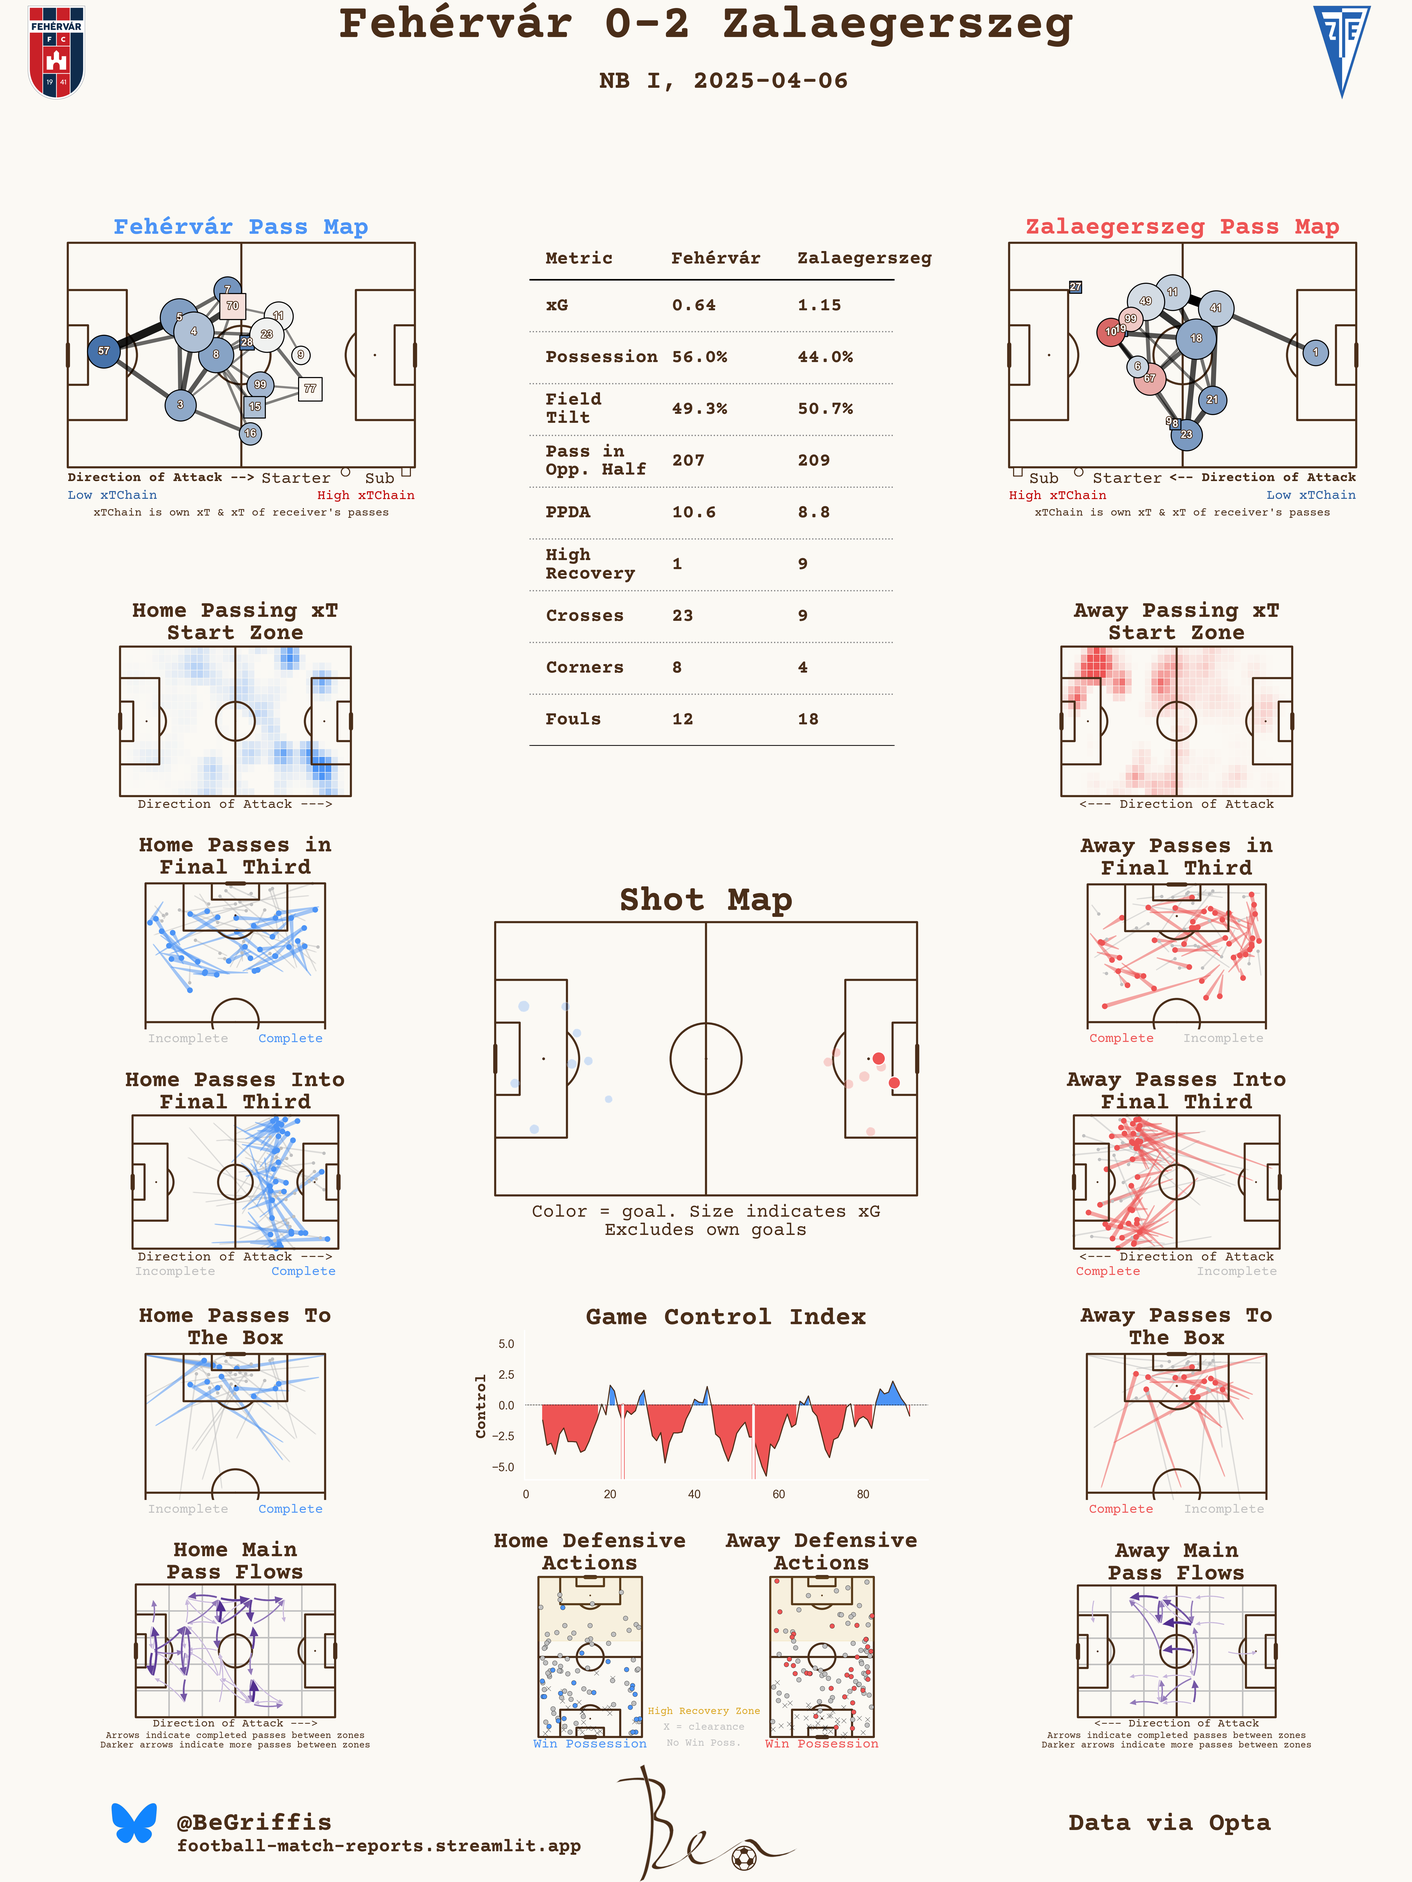 Fehérvár 0-2 Zalaegerszeg
NB I, 2025-04-06
FEHÉRVÁR
F C
19 41
ZTE
Fehérvár Pass Map
57
5
4
3
7
70
8
28
11
23
9
99
15
77
16
Direction of Attack --> Starter Sub
Low xTChain High xTChain
xTChain is own xT & xT of receiver's passes
Metric Fehérvár Zalaegerszeg
xG 0.64 1.15
Possession 56.0% 44.0%
Field
Tilt 49.3% 50.7%
Pass in
Opp. Half 207 209
PPDA 10.6 8.8
High
Recovery 1 9
Crosses 23 9
Corners 8 4
Fouls 12 18
Zalaegerszeg Pass Map
27
49
11
41
99
10
18
1
6
67
21
8
23
Sub Starter <-- Direction of Attack
High xTChain Low xTChain
xTChain is own xT & xT of receiver's passes
Home Passing xT
Start Zone
Direction of Attack --->
Away Passing xT
Start Zone
<--- Direction of Attack
Home Passes in
Final Third
Incomplete Complete
Away Passes in
Final Third
Complete Incomplete
Shot Map
Color = goal. Size indicates xG
Excludes own goals
Home Passes Into
Final Third
Direction of Attack --->
Incomplete Complete
Away Passes Into
Final Third
<--- Direction of Attack
Complete Incomplete
Home Passes To
The Box
Incomplete Complete
Game Control Index
Control
5.0
2.5
0.0
−2.5
−5.0
0 20 40 60 80
Away Passes To
The Box
Complete Incomplete
Home Main
Pass Flows
Direction of Attack --->
Arrows indicate completed passes between zones
Darker arrows indicate more passes between zones
Home Defensive
Actions
Win Possession
Away Defensive
Actions
Win Possession
High Recovery Zone
X = clearance
No Win Poss.
Away Main
Pass Flows
<--- Direction of Attack
Arrows indicate completed passes between zones
Darker arrows indicate more passes between zones
@BeGriffis
football-match-reports.streamlit.app
Ben
Data via Opta